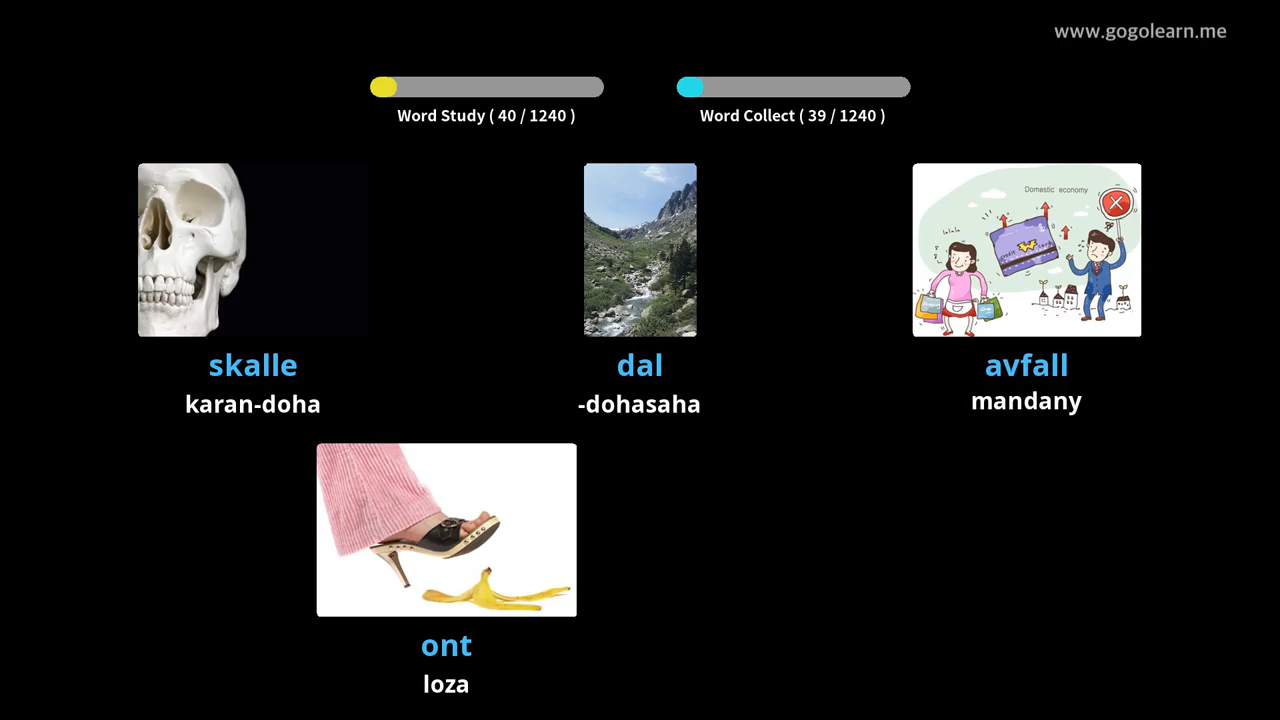 www.gogolearn.me
Word Study ( 40 / 1240 )
Word Collect ( 39 / 1240 )
Domestic economy
lalala
skalle
karan-doha
dal
-dohasaha
avfall
mandany
ont
loza